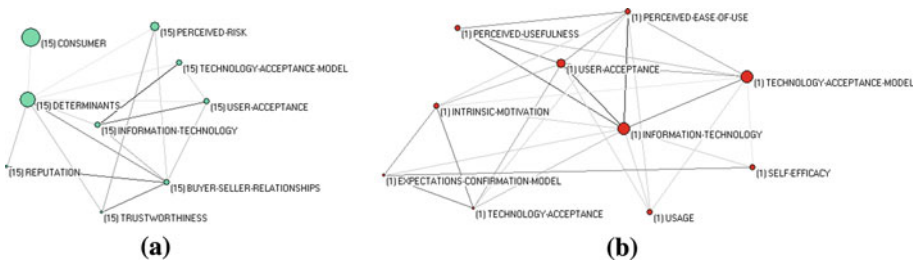 (15) CONSUMER
(15) PERCEIVED-RISK
(15) TECHNOLOGY-ACCEPTANCE-MODEL
(15) DETERMINANTS
(15) USER-ACCEPTANCE
(15) INFORMATION-TECHNOLOGY
(15) REPUTATION
(15) BUYER-SELLER-RELATIONSHIPS
(15) TRUSTWORTHINESS
(a)
(1) PERCEIVED-EASE-OF-USE
(1) PERCEIVED-USEFULNESS
(1) USER-ACCEPTANCE
(1) TECHNOLOGY-ACCEPTANCE-MODEL
(1) INTRINSIC-MOTIVATION
(1) INFORMATION-TECHNOLOGY
(1) SELF-EFFICACY
(1) EXPECTATIONS-CONFIRMATION-MODEL
(1) TECHNOLOGY-ACCEPTANCE
(1) USAGE
(b)